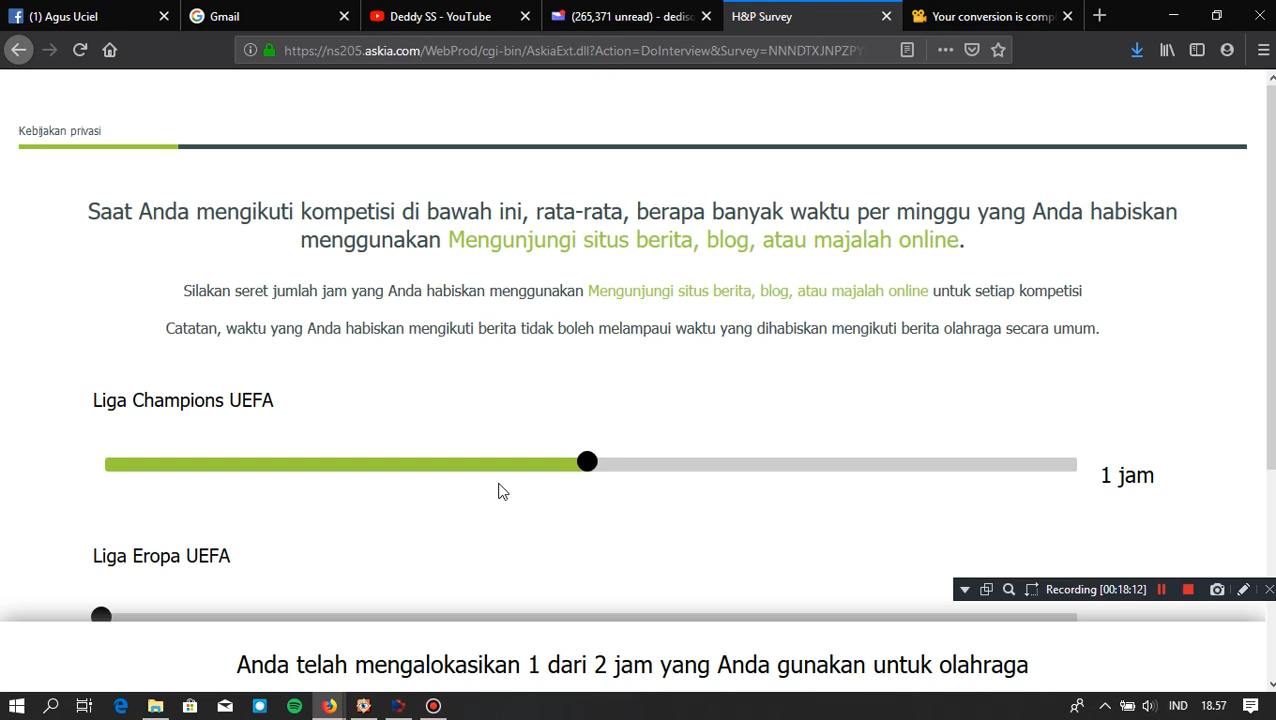 (1) Agus Uciel
Gmail
Deddy SS - YouTube
(265,371 unread) - dediso
H&P Survey
Your conversion is compl
https://ns205.askia.com/WebProd/cgi-bin/AskiaExt.dll?Action=DoInterview&Survey=NNNDTXJNPZPY
Kebijakan privasi
Saat Anda mengikuti kompetisi di bawah ini, rata-rata, berapa banyak waktu per minggu yang Anda habiskan
menggunakan Mengunjungi situs berita, blog, atau majalah online.
Silakan seret jumlah jam yang Anda habiskan menggunakan Mengunjungi situs berita, blog, atau majalah online untuk setiap kompetisi
Catatan, waktu yang Anda habiskan mengikuti berita tidak boleh melampaui waktu yang dihabiskan mengikuti berita olahraga secara umum.
Liga Champions UEFA
1 jam
Liga Eropa UEFA
Recording [00:18:12]
Anda telah mengalokasikan 1 dari 2 jam yang Anda gunakan untuk olahraga
IND
18.57